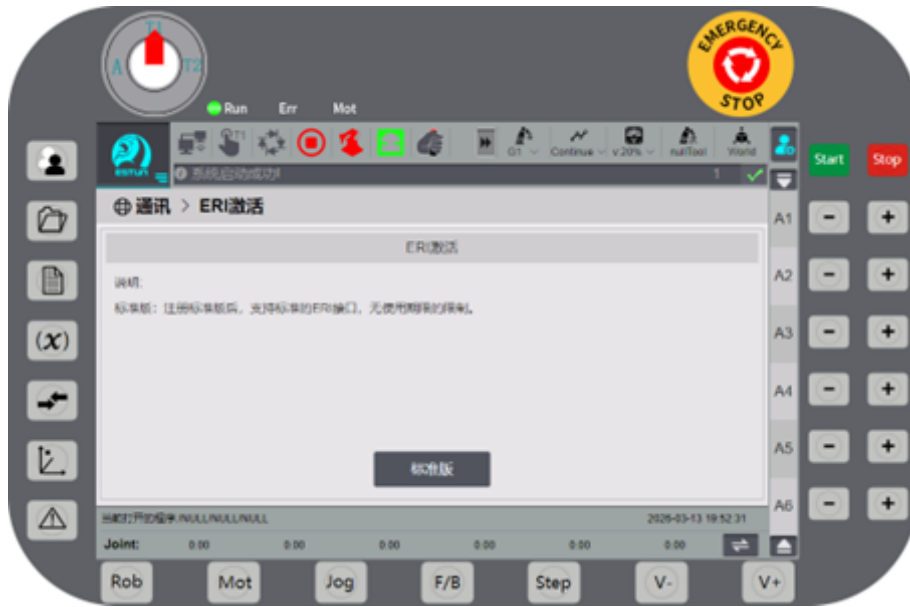 T1
A
T2
EMERGENCY
STOP
Run Err Mot
T1
G1 Continue v:20% nullTool World
ESTUN
系统启动成功! 1
Start Stop
通讯 > ERI激活
A1 - +
ERI激活
说明:
标准版：注册标准版后，支持标准的ERI接口，无使用期限的限制。
A2 - +
(x)
A3 - +
A4 - +
标准版
A5 - +
A6 - +
当前打开的程序:/NULL/NULL/NULL 2026-03-13 19:52:31
Joint: 0.00 0.00 0.00 0.00 0.00 0.00
Rob Mot Jog F/B Step V- V+